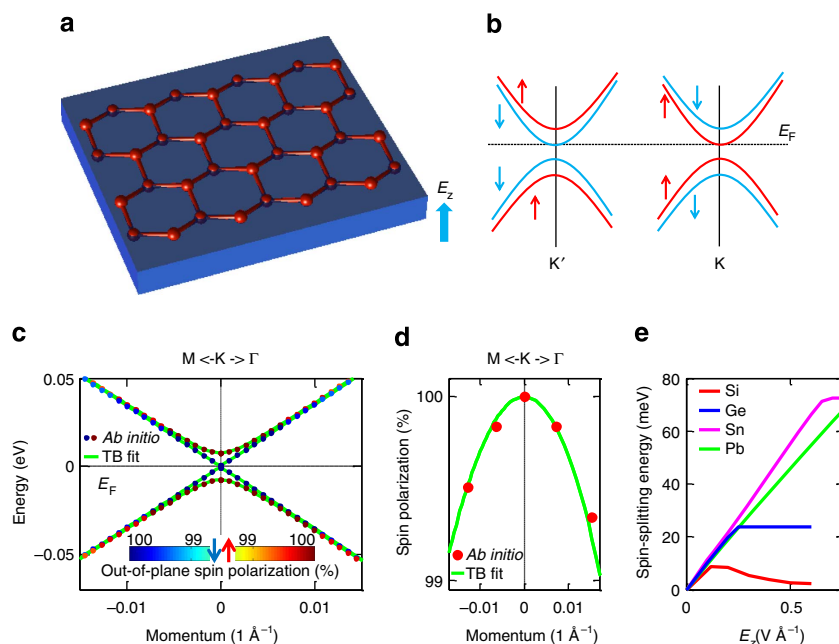 a
E_z
b
E_F
K′
K
c
M <-K -> Γ
0.05
0
−0.05
Energy (eV)
Ab initio
TB fit
E_F
100 99 99 100
Out-of-plane spin polarization (%)
−0.01 0 0.01
Momentum (1 Å⁻¹)
d
M <-K -> Γ
100
99
Spin polarization (%)
Ab initio
TB fit
−0.01 0 0.01
Momentum (1 Å⁻¹)
e
80
60
40
20
0
Spin-splitting energy (meV)
Si
Ge
Sn
Pb
0 0.5
E_z(V Å⁻¹)